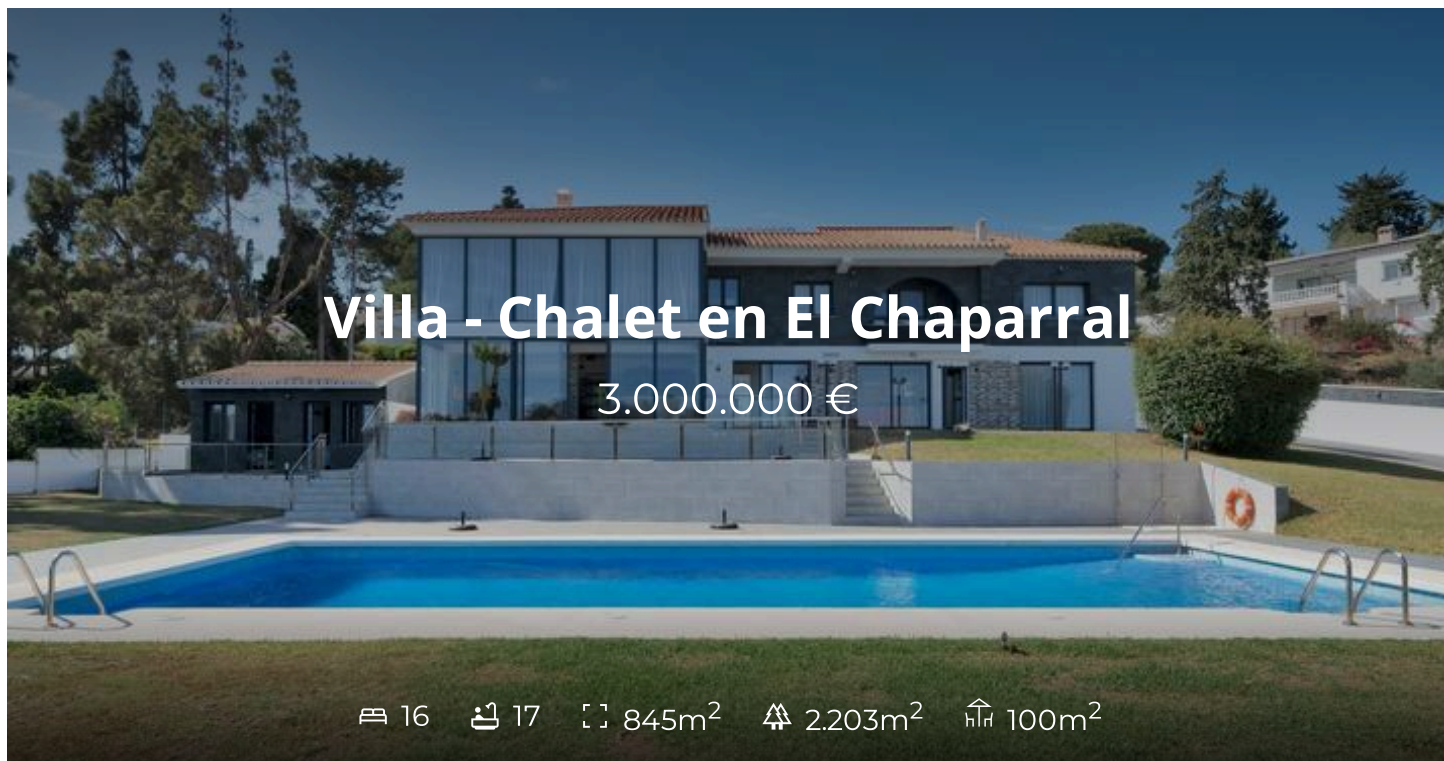 Villa - Chalet en El Chaparral
3.000.000 €
16 17 845m² 2.203m² 100m²